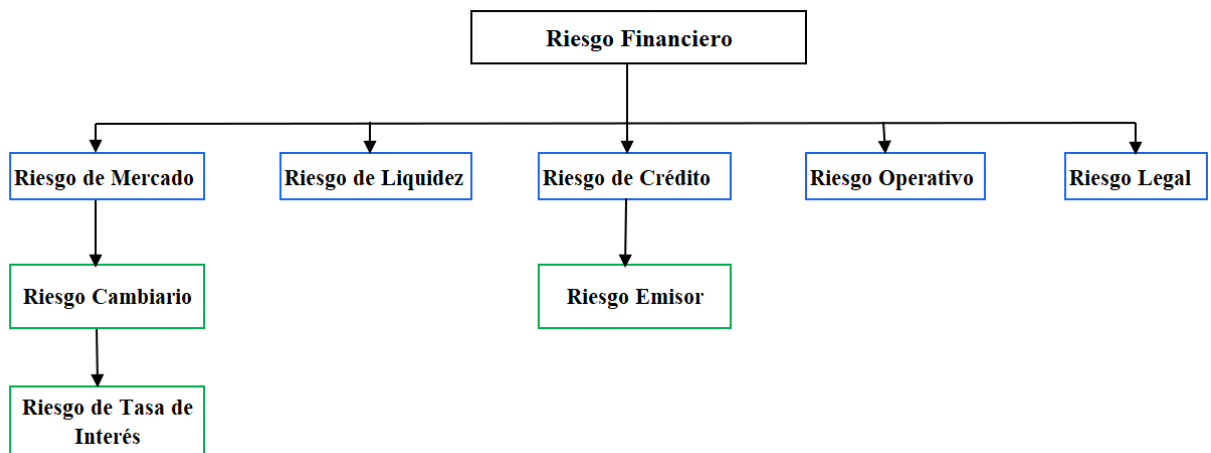 Riesgo Financiero
Riesgo de Mercado
Riesgo de Liquidez
Riesgo de Crédito
Riesgo Operativo
Riesgo Legal
Riesgo Cambiario
Riesgo Emisor
Riesgo de Tasa de
Interés